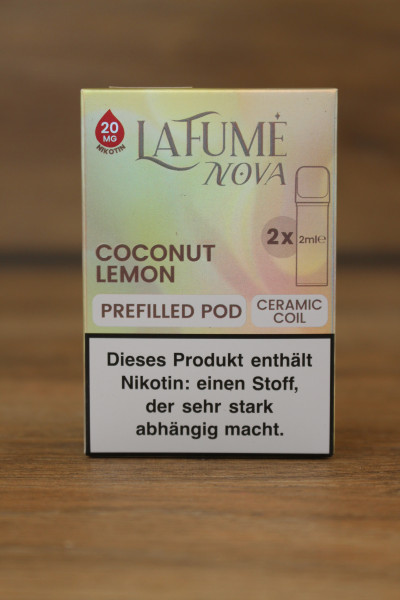 20
MG
NIKOTIN
LAFUMĖ
NOVA
2x
2ml℮
COCONUT
LEMON
PREFILLED POD
CERAMIC
COIL
Dieses Produkt enthält
Nikotin: einen Stoff,
der sehr stark
abhängig macht.